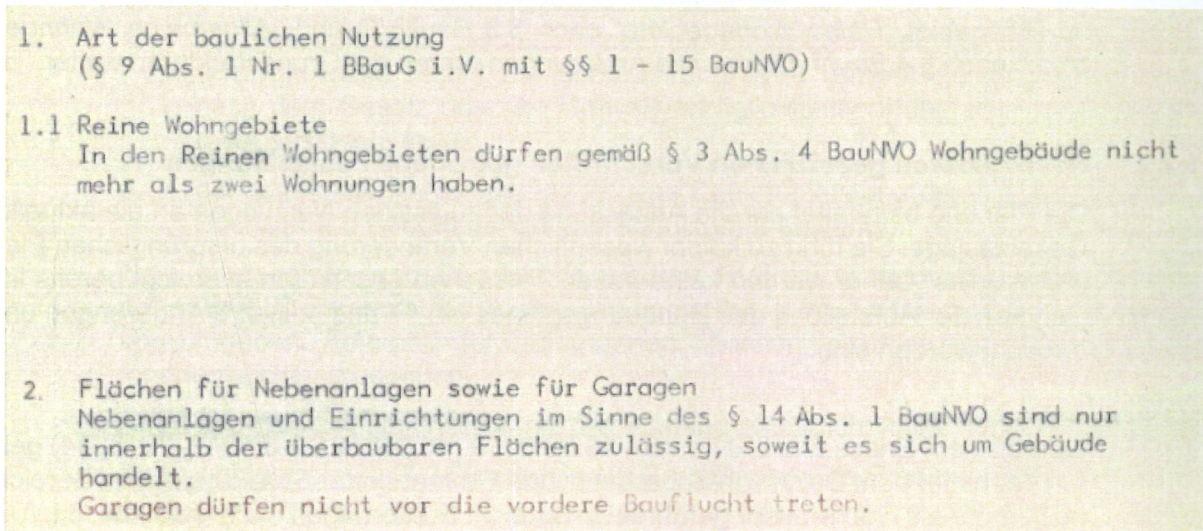 1. Art der baulichen Nutzung
(§ 9 Abs. 1 Nr. 1 BBauG i.V. mit §§ 1 - 15 BauNVO)
1.1 Reine Wohngebiete
In den Reinen Wohngebieten dürfen gemäß § 3 Abs. 4 BauNVO Wohngebäude nicht
mehr als zwei Wohnungen haben.
2. Flächen für Nebenanlagen sowie für Garagen
Nebenanlagen und Einrichtungen im Sinne des § 14 Abs. 1 BauNVO sind nur
innerhalb der überbaubaren Flächen zulässig, soweit es sich um Gebäude
handelt.
Garagen dürfen nicht vor die vordere Bauflucht treten.